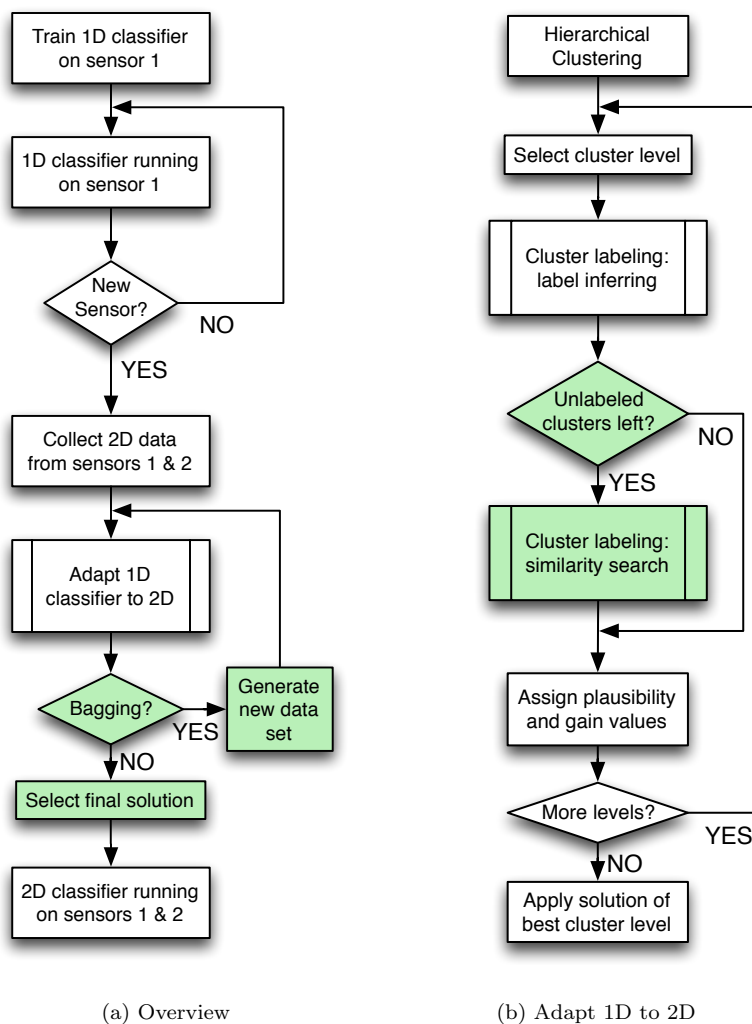 Train 1D classifier
on sensor 1
1D classifier running
on sensor 1
New
Sensor?
NO
YES
Collect 2D data
from sensors 1 & 2
Adapt 1D
classifier to 2D
Bagging?
YES
Generate
new data
set
NO
Select final solution
2D classifier running
on sensors 1 & 2
(a) Overview
Hierarchical
Clustering
Select cluster level
Cluster labeling:
label inferring
Unlabeled
clusters left?
NO
YES
Cluster labeling:
similarity search
Assign plausibility
and gain values
More levels?
YES
NO
Apply solution of
best cluster level
(b) Adapt 1D to 2D